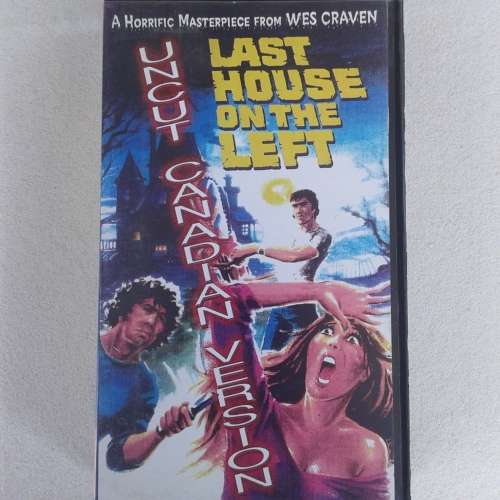 A HORRIFIC MASTERPIECE FROM WES CRAVEN
LAST
HOUSE
ON THE
LEFT
UNCUT CANADIAN VERSION